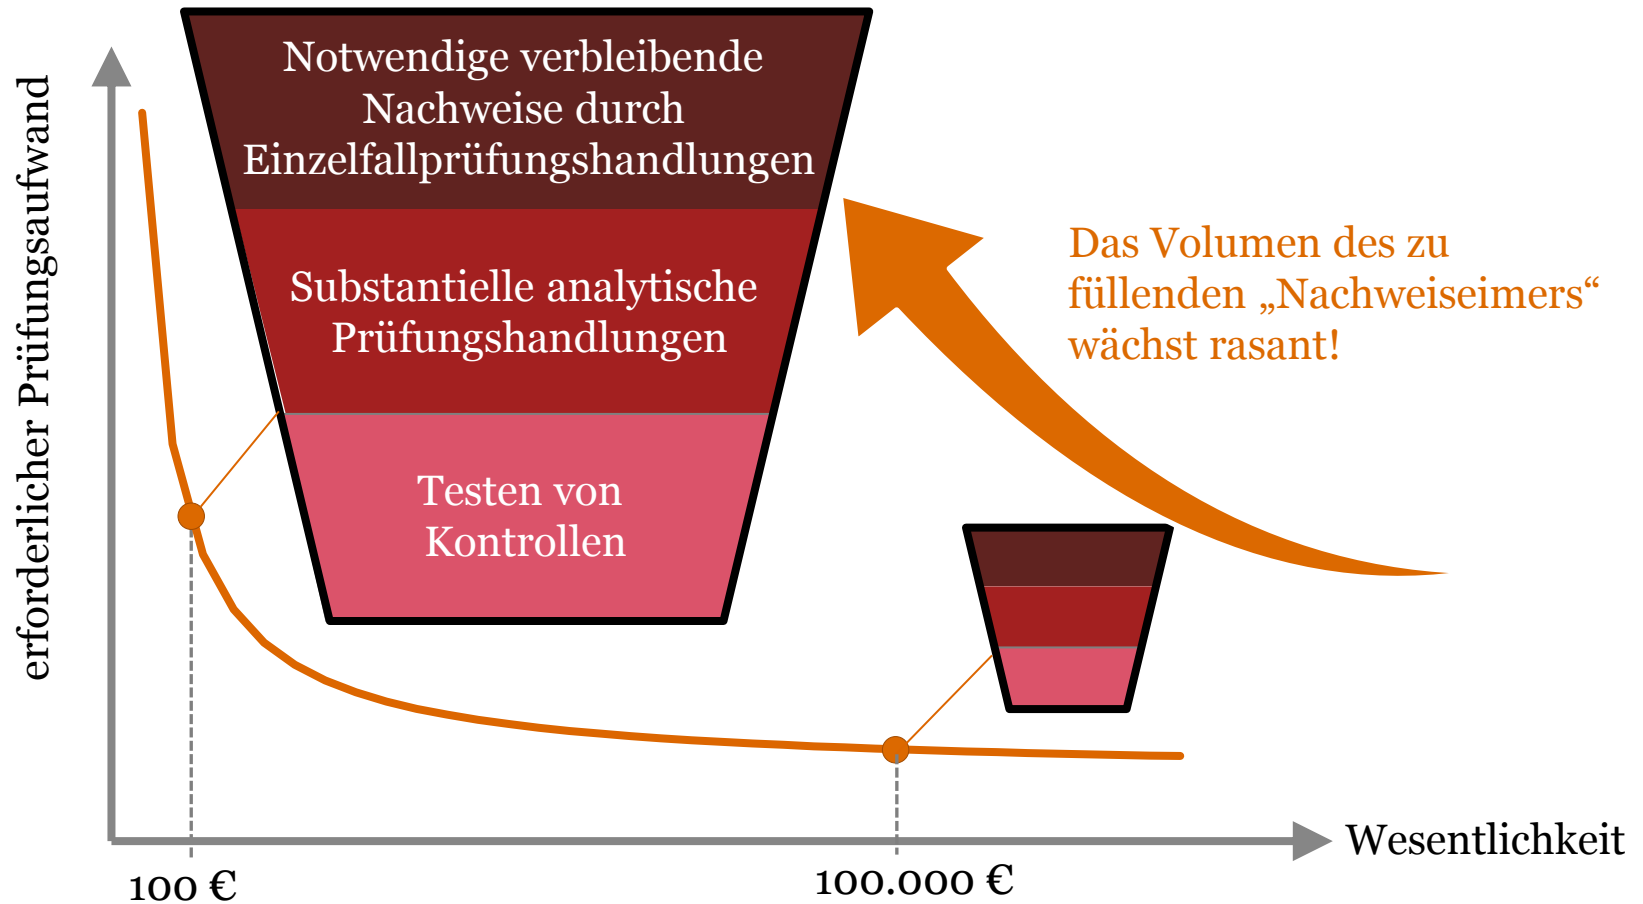 erforderlicher Prüfungsaufwand
Notwendige verbleibende
Nachweise durch
Einzelfallprüfungshandlungen
Substantielle analytische
Prüfungshandlungen
Testen von
Kontrollen
Das Volumen des zu
füllenden „Nachweiseimers“
wächst rasant!
Wesentlichkeit
100 €
100.000 €